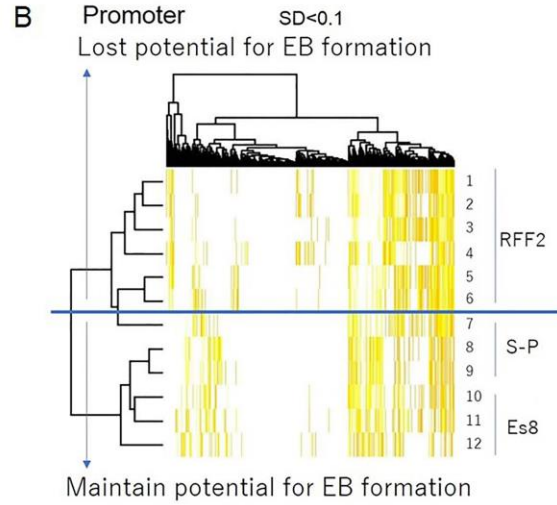 B Promoter SD<0.1
Lost potential for EB formation
1
2
3
4
5
6
RFF2
7
8
9
S-P
10
11
12
Es8
Maintain potential for EB formation